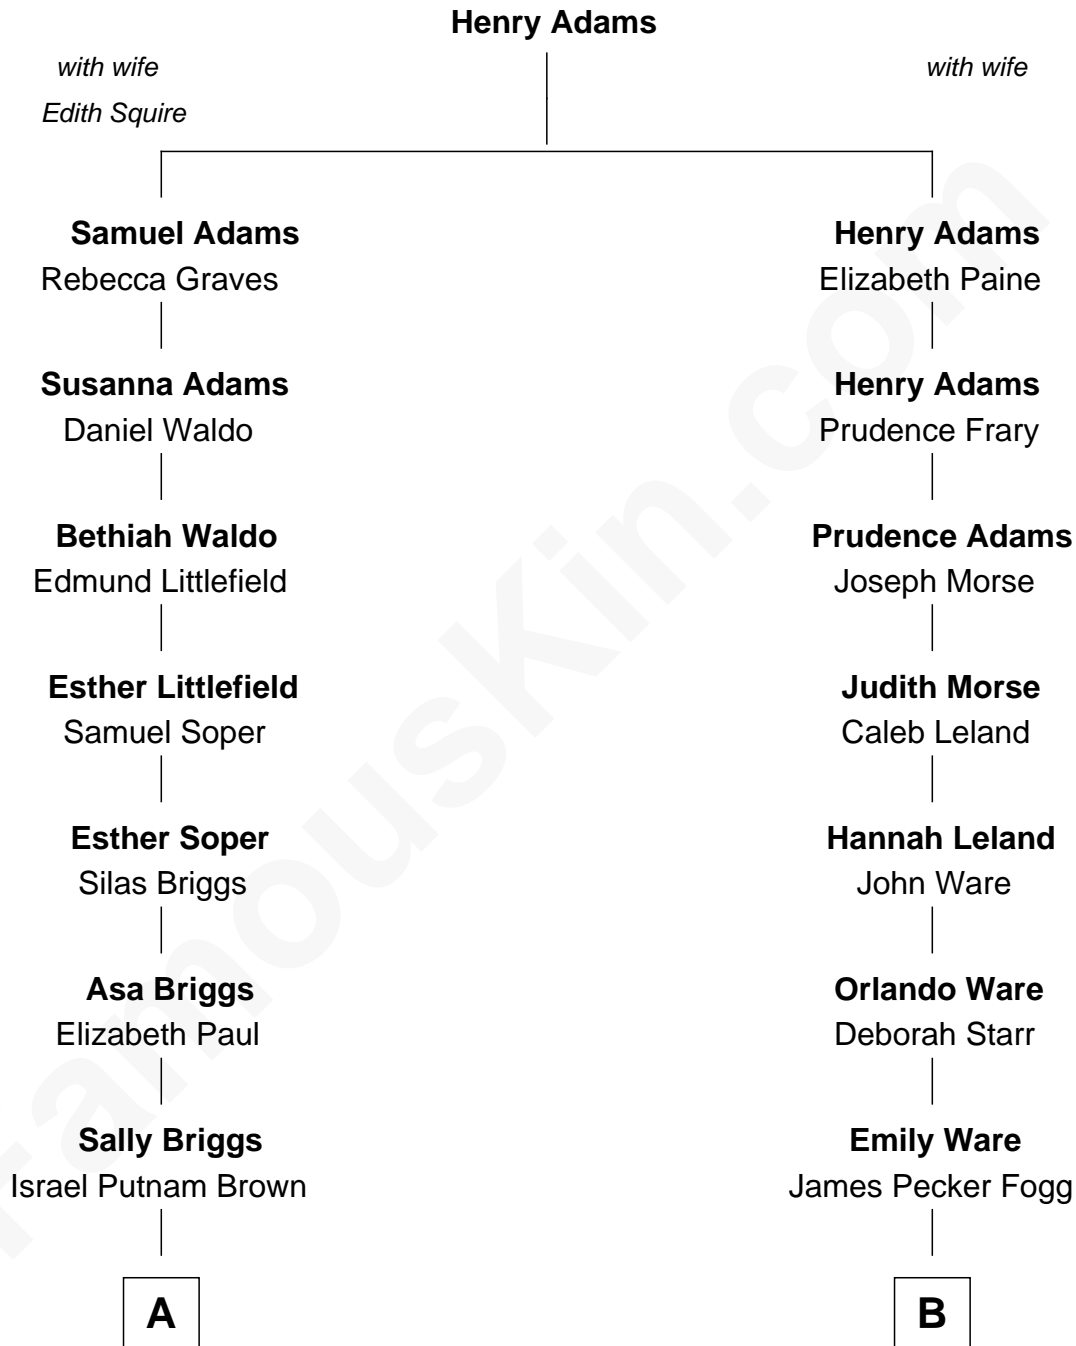 Henry Adams
with wife
Edith Squire
with wife
Samuel Adams
Rebecca Graves
Henry Adams
Elizabeth Paine
Susanna Adams
Daniel Waldo
Henry Adams
Prudence Frary
Bethiah Waldo
Edmund Littlefield
Prudence Adams
Joseph Morse
Esther Littlefield
Samuel Soper
Judith Morse
Caleb Leland
Esther Soper
Silas Briggs
Hannah Leland
John Ware
Asa Briggs
Elizabeth Paul
Orlando Ware
Deborah Starr
Sally Briggs
Israel Putnam Brown
Emily Ware
James Pecker Fogg
A
B
FamousKin.com